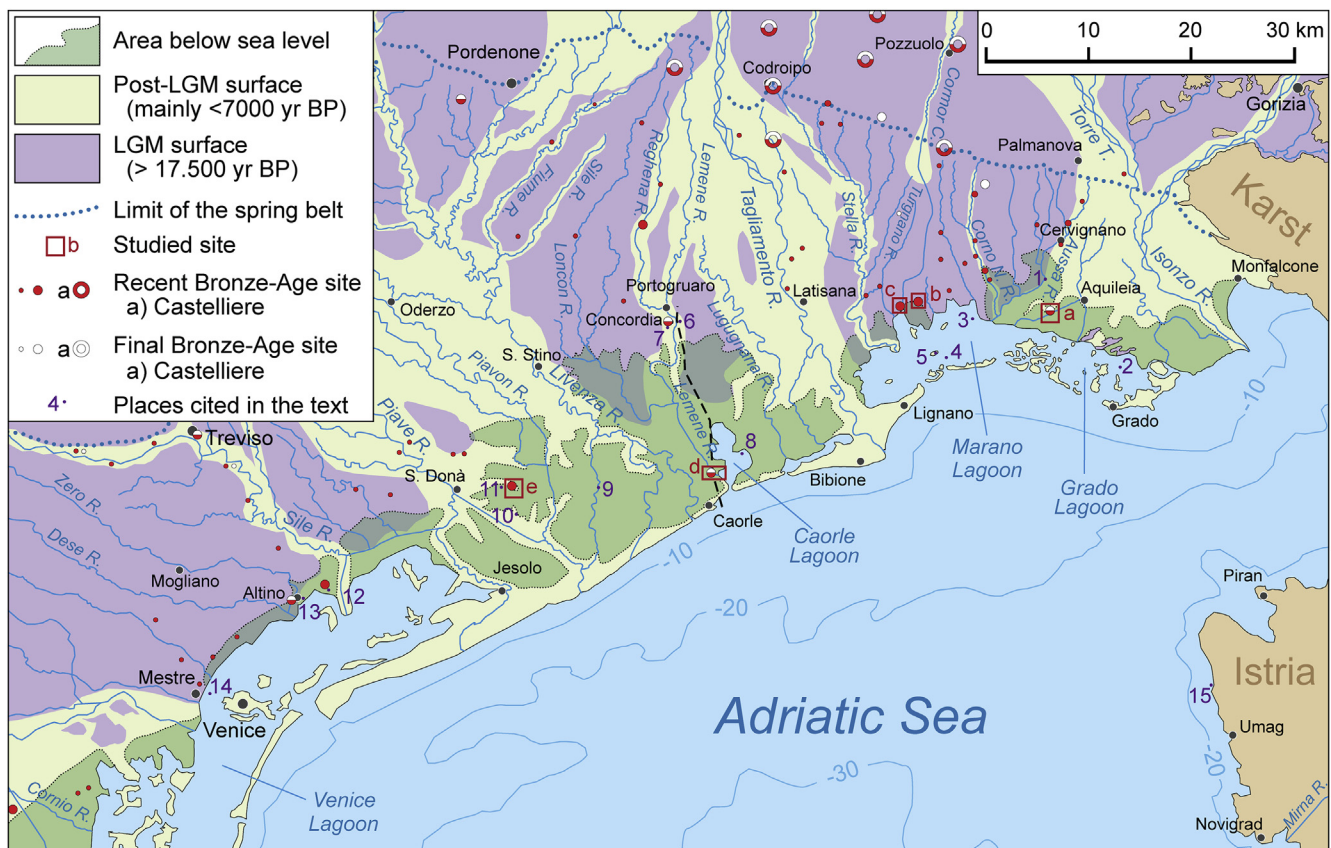 Area below sea level
Post-LGM surface
(mainly <7000 yr BP)
LGM surface
(> 17.500 yr BP)
Limit of the spring belt
b
Studied site
a
Recent Bronze-Age site
a) Castelliere
a
Final Bronze-Age site
a) Castelliere
4
Places cited in the text
0
10
20
30 km
Pordenone
Codroipo
Pozzuolo
Cormor C.
Gorizia
Torre T.
Palmanova
Karst
Fiume R.
Sile R.
Reghena R.
Lemene R.
Tagliamento R.
Stella R.
Turgnano R.
Corno R.
Cervignano
Aussa R.
Isonzo R.
Monfalcone
Loncon R.
Portogruaro
Latisana
Aquileia
1
a
b
c
Oderzo
Concordia
6
7
3
5
4
2
Lugugnana R.
S. Stino
Piavon R.
Livenza R.
Lemene R.
Lignano
Grado
-10
Piave R.
Treviso
8
Marano
Lagoon
Bibione
S. Donà
d
11
e
9
10
Grado
Lagoon
Caorle
Zero R.
Sile R.
Dese R.
Caorle
Lagoon
-10
Jesolo
Mogliano
Altino
12
13
-20
Piran
Mestre
14
Venice
15
Istria
Adriatic Sea
Umag
-20
-30
Cornio R.
Venice
Lagoon
Novigrad
Mirna R.